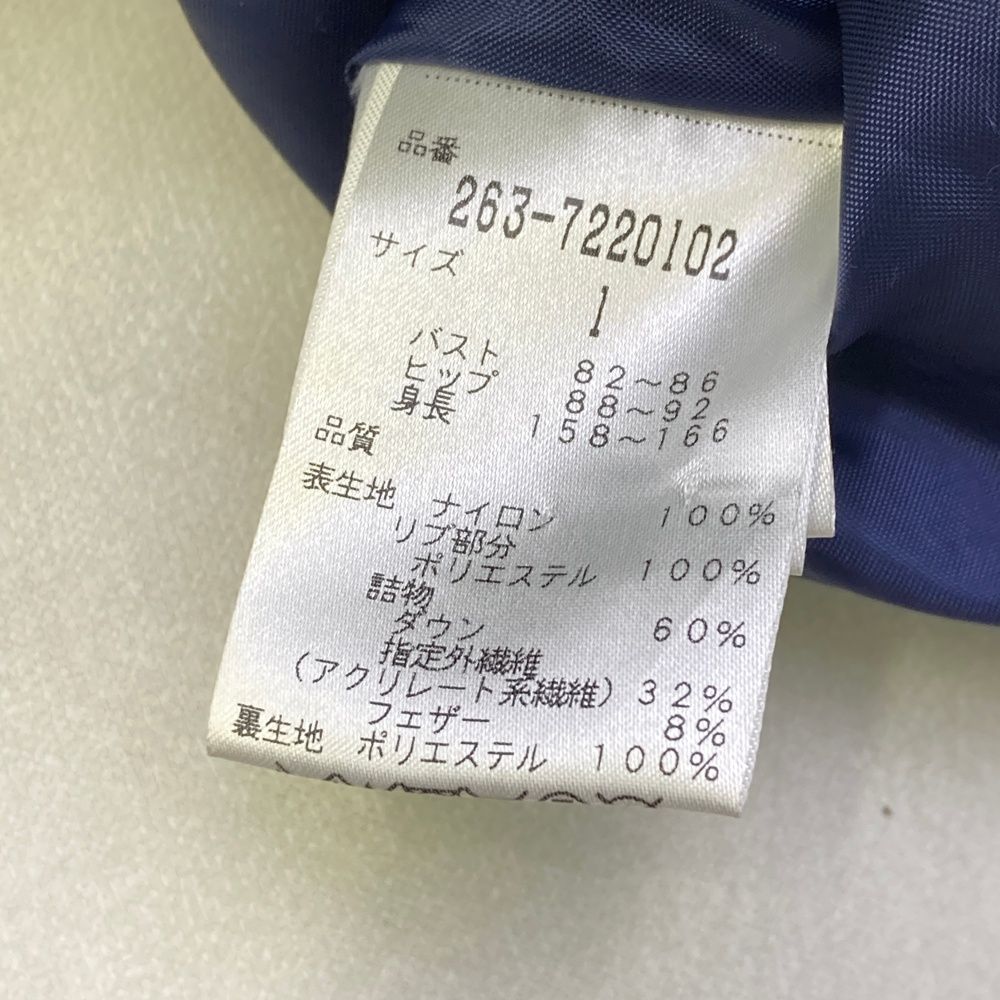 品番
263-7220102
サイズ
1
バスト 82～86
ヒップ 88～92
身長 158～166
品質
表生地 ナイロン 100%
リブ部分
ポリエステル 100%
詰物
ダウン 60%
指定外繊維
(アクリレート系繊維) 32%
フェザー 8%
裏生地 ポリエステル 100%